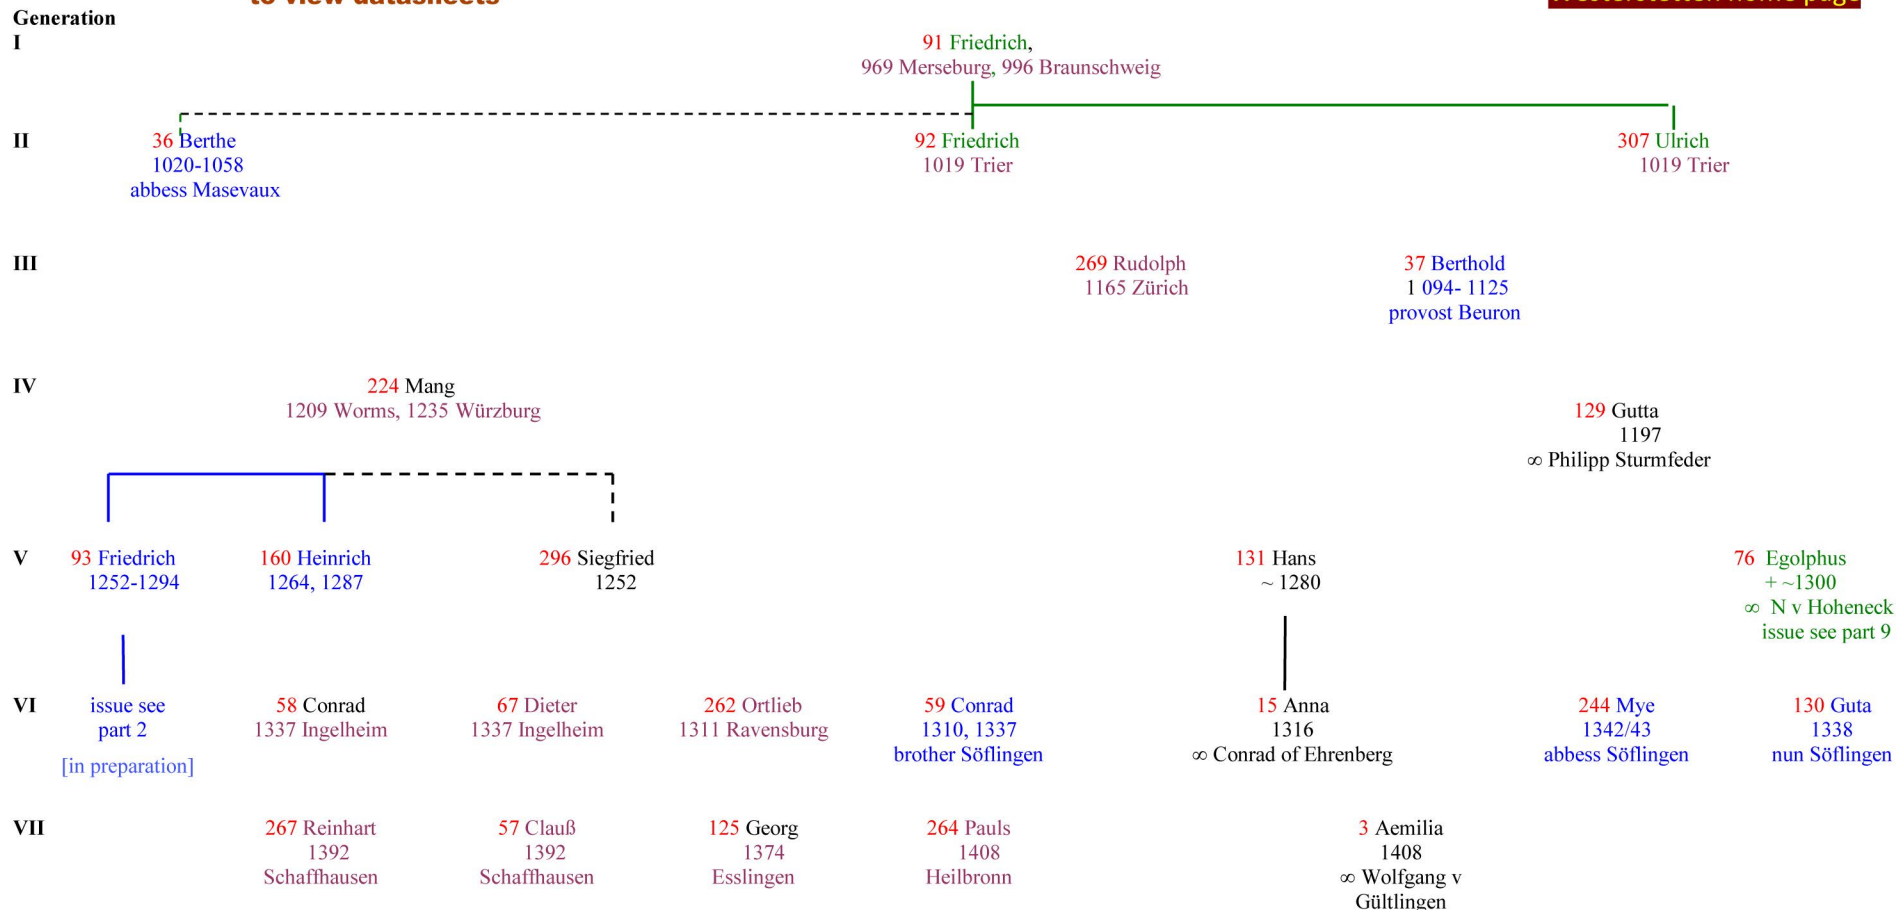 to view datasheets
Westerstetten home page
Generation
I
91 Friedrich,
969 Merseburg, 996 Braunschweig
II
36 Berthe
1020-1058
abbess Masevaux
92 Friedrich
1019 Trier
307 Ulrich
1019 Trier
III
269 Rudolph
1165 Zürich
37 Berthold
1 094- 1125
provost Beuron
IV
224 Mang
1209 Worms, 1235 Würzburg
129 Gutta
1197
∞ Philipp Sturmfeder
V
93 Friedrich
1252-1294
160 Heinrich
1264, 1287
296 Siegfried
1252
131 Hans
~ 1280
76 Egolphus
+ ~1300
∞ N v Hoheneck
issue see part 9
VI
issue see
part 2
[in preparation]
58 Conrad
1337 Ingelheim
67 Dieter
1337 Ingelheim
262 Ortlieb
1311 Ravensburg
59 Conrad
1310, 1337
brother Söflingen
15 Anna
1316
∞ Conrad of Ehrenberg
244 Mye
1342/43
abbess Söflingen
130 Guta
1338
nun Söflingen
VII
267 Reinhart
1392
Schaffhausen
57 Clauß
1392
Schaffhausen
125 Georg
1374
Esslingen
264 Pauls
1408
Heilbronn
3 Aemilia
1408
∞ Wolfgang v
Gültlingen